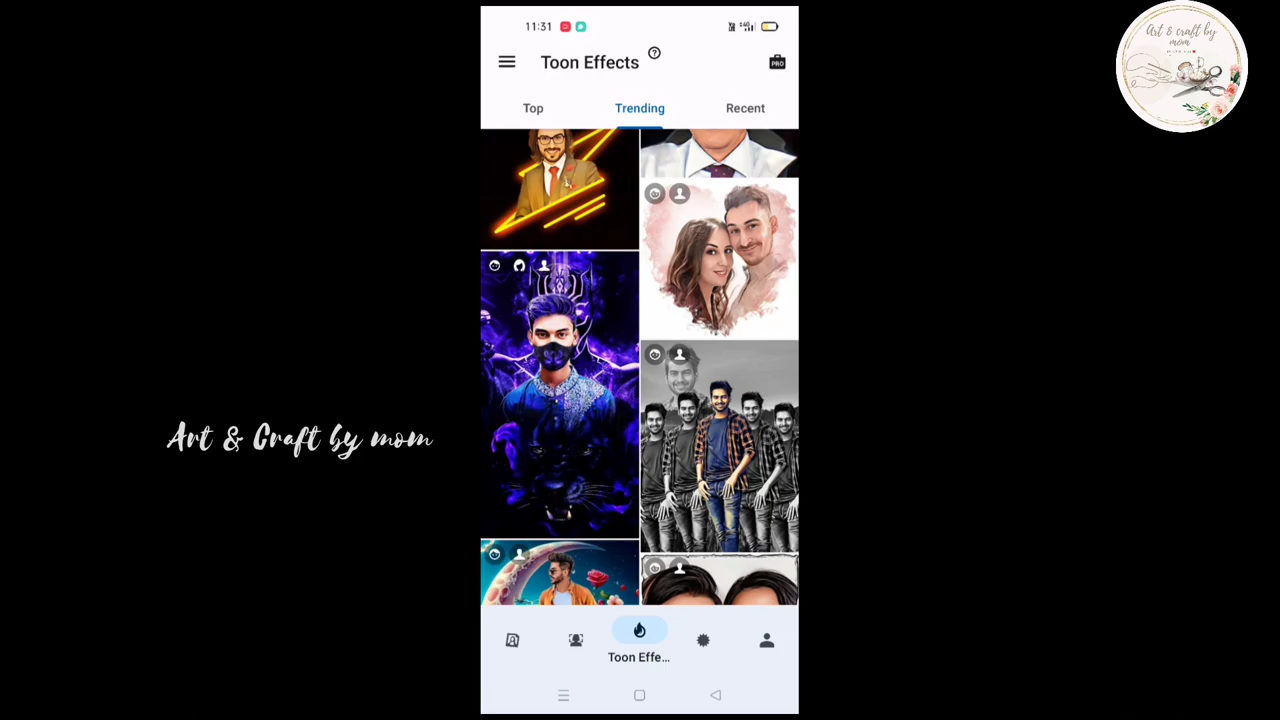 11:31
Toon Effects
?
PRO
Top
Trending
Recent
Art & craft by
mom
Art & Craft by mom
Toon Effe...